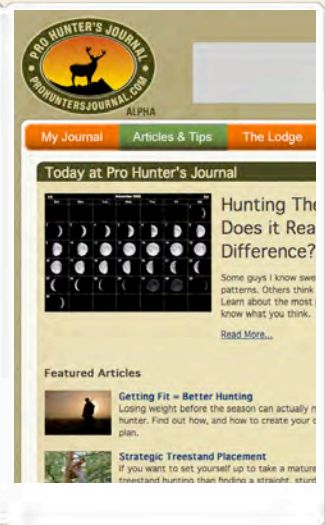 PRO HUNTER'S JOURNAL
PROHUNTERSJOURNAL.COM
ALPHA
My Journal
Articles & Tips
The Lodge
Today at Pro Hunter's Journal
Hunting The
Does it Rea
Difference?
Some guys I know swe
patterns. Others think
Learn about the most
know what you think.
Read More...
Featured Articles
Getting Fit = Better Hunting
Losing weight before the season can actually
hunter. Find out how, and how to create your
plan.
Strategic Treestand Placement
If you want to set yourself up to take a mature
treestand hunting than finding a straight, sturd